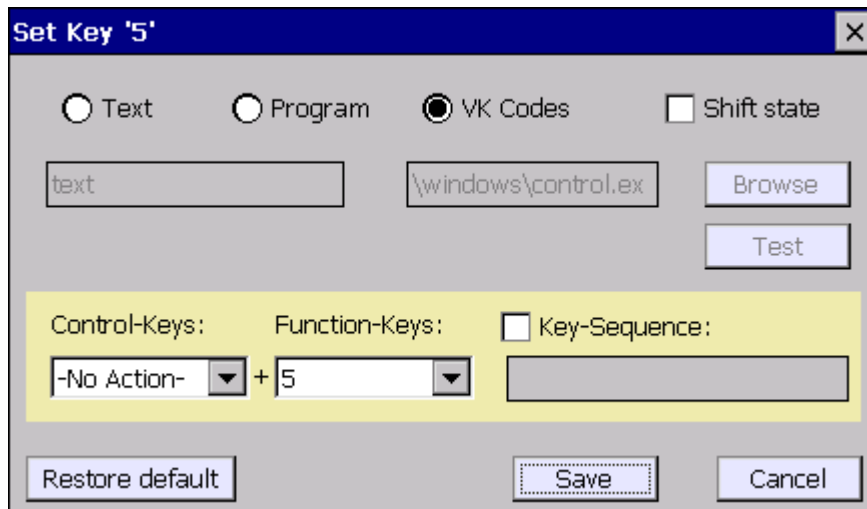 Set Key '5'
Text Program VK Codes Shift state
text \windows\control.ex Browse
Test
Control-Keys: Function-Keys: Key-Sequence:
-No Action- + 5
Restore default Save Cancel